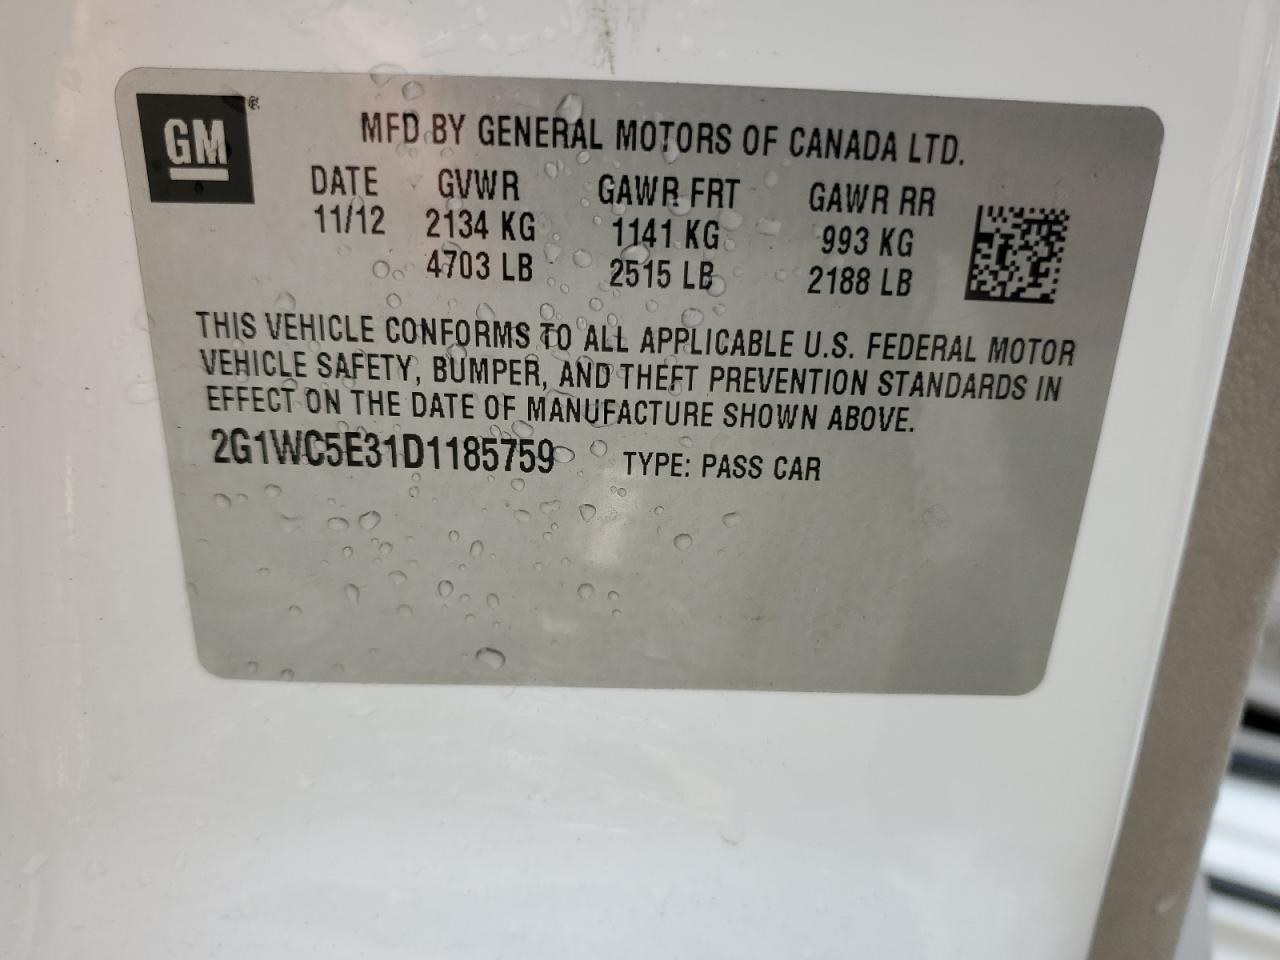 GM®
MFD BY GENERAL MOTORS OF CANADA LTD.
DATE GVWR GAWR FRT GAWR RR
11/12 2134 KG 1141 KG 993 KG
4703 LB 2515 LB 2188 LB
THIS VEHICLE CONFORMS TO ALL APPLICABLE U.S. FEDERAL MOTOR
VEHICLE SAFETY, BUMPER, AND THEFT PREVENTION STANDARDS IN
EFFECT ON THE DATE OF MANUFACTURE SHOWN ABOVE.
2G1WC5E31D1185759 TYPE: PASS CAR